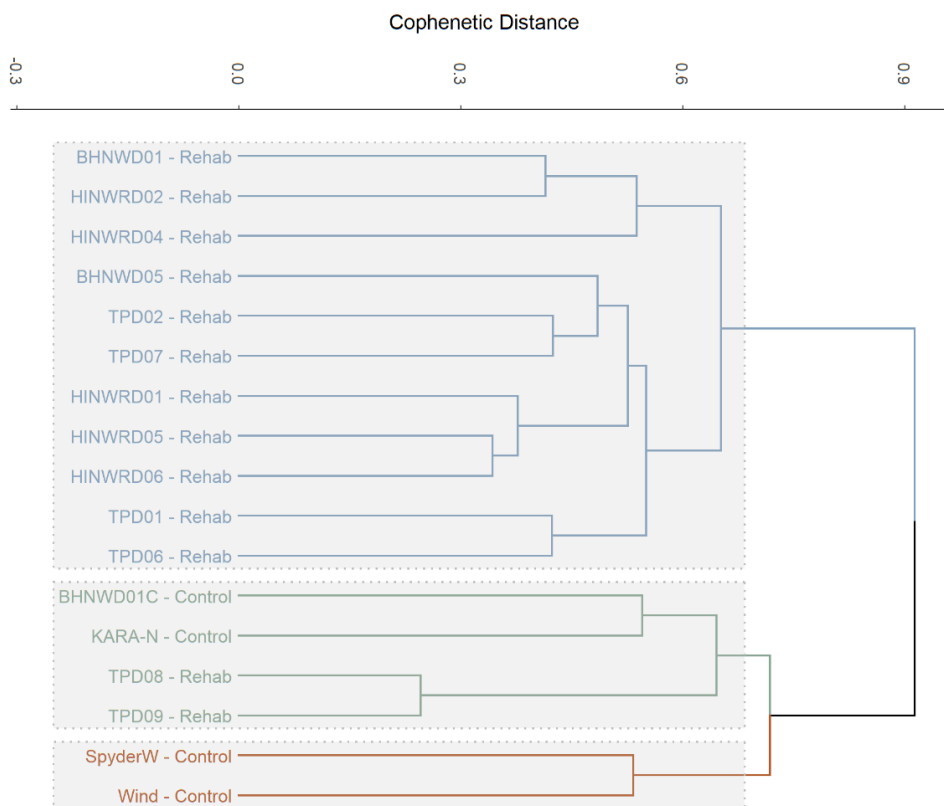 Cophenetic Distance
-0.3 0.0 0.3 0.6 0.9
BHNWD01 - Rehab
HINWRD02 - Rehab
HINWRD04 - Rehab
BHNWD05 - Rehab
TPD02 - Rehab
TPD07 - Rehab
HINWRD01 - Rehab
HINWRD05 - Rehab
HINWRD06 - Rehab
TPD01 - Rehab
TPD06 - Rehab
BHNWD01C - Control
KARA-N - Control
TPD08 - Rehab
TPD09 - Rehab
SpyderW - Control
Wind - Control